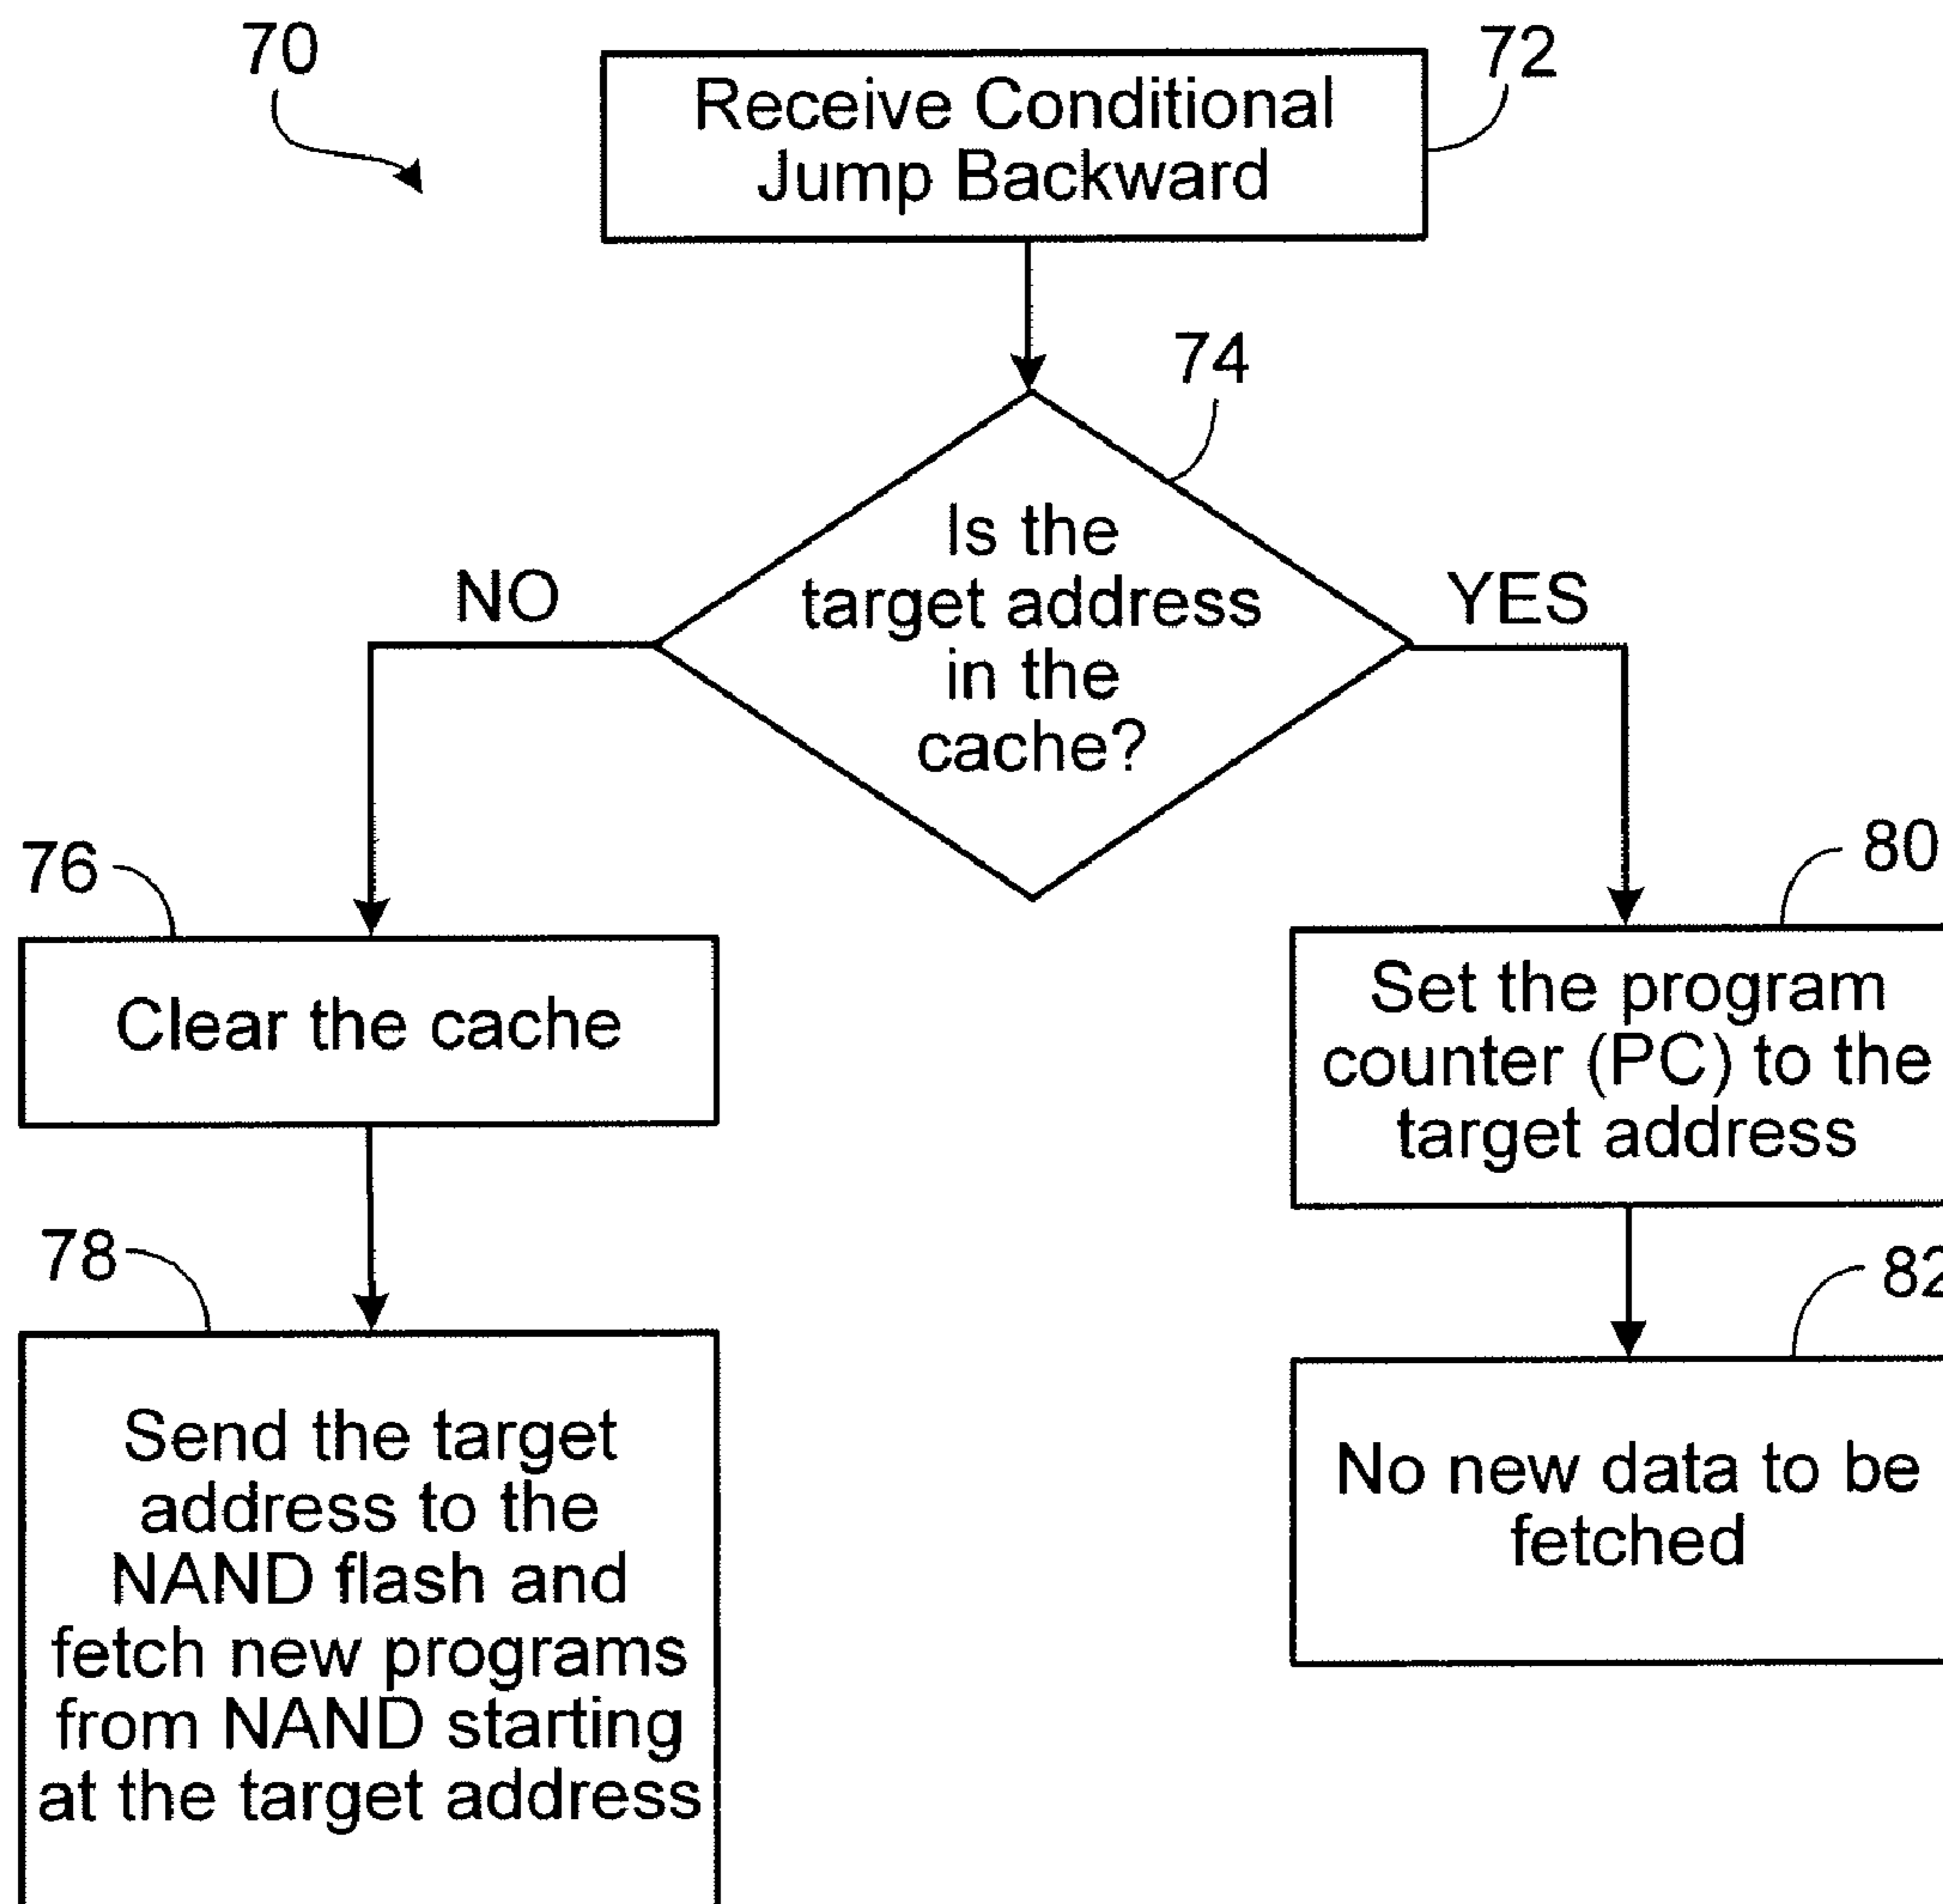 70
72
Receive Conditional
Jump Backward
74
Is the
target address
in the
cache?
NO
YES
76
80
Clear the cache
Set the program
counter (PC) to the
target address
78
82
Send the target
address to the
NAND flash and
fetch new programs
from NAND starting
at the target address
No new data to be
fetched